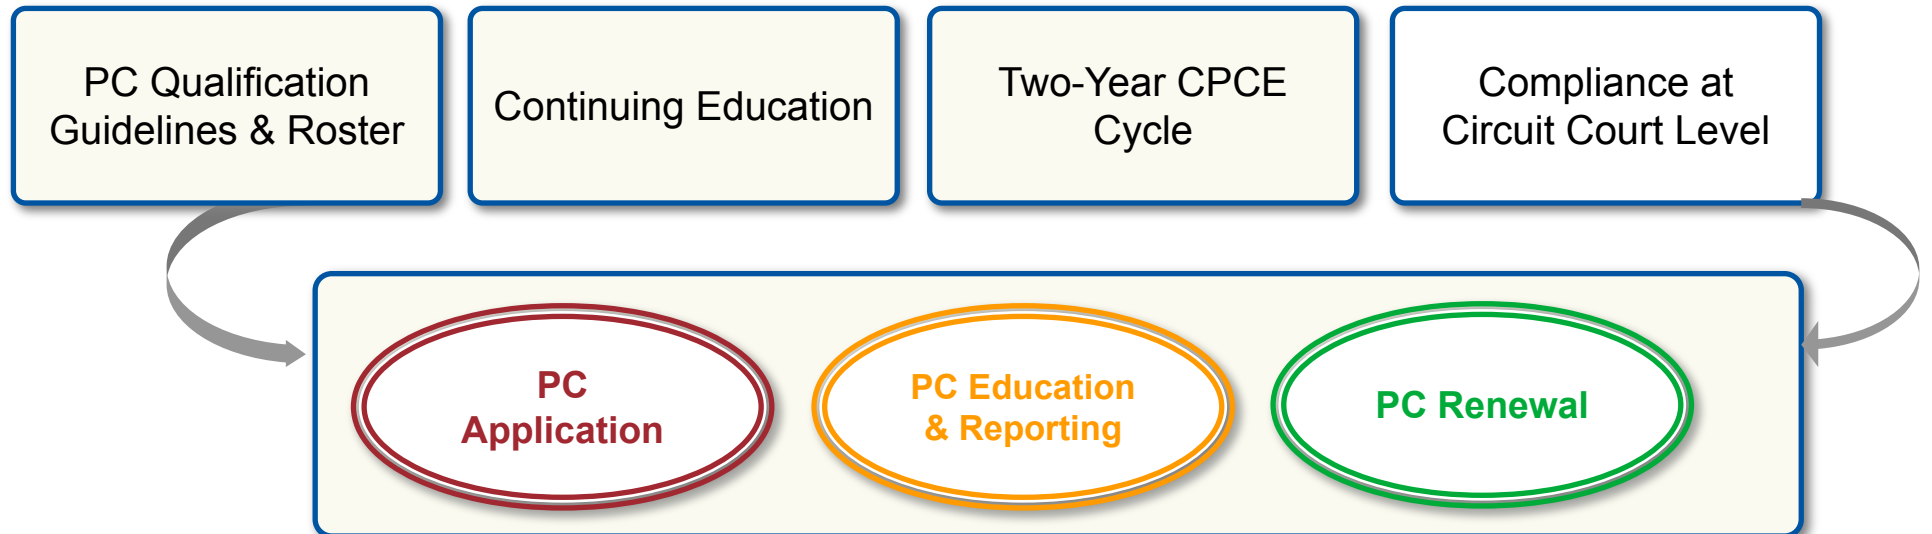 PC Qualification
Guidelines & Roster
Continuing Education
Two-Year CPCE
Cycle
Compliance at
Circuit Court Level
PC
Application
PC Education
& Reporting
PC Renewal